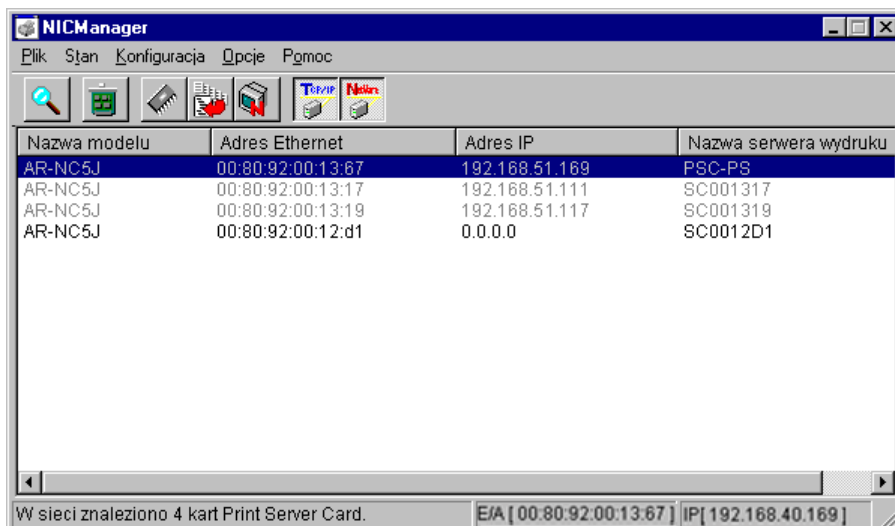 NICManager
Plik Stan Konfiguracja Opcje Pomoc
TCP/IP NetWare
Nazwa modelu Adres Ethernet Adres IP Nazwa serwera wydruku
AR-NC5J 00:80:92:00:13:67 192.168.51.169 PSC-PS
AR-NC5J 00:80:92:00:13:17 192.168.51.111 SC001317
AR-NC5J 00:80:92:00:13:19 192.168.51.117 SC001319
AR-NC5J 00:80:92:00:12:d1 0.0.0.0 SC0012D1
W sieci znaleziono 4 kart Print Server Card. E/A [ 00:80:92:00:13:67 ] IP[ 192.168.40.169 ]